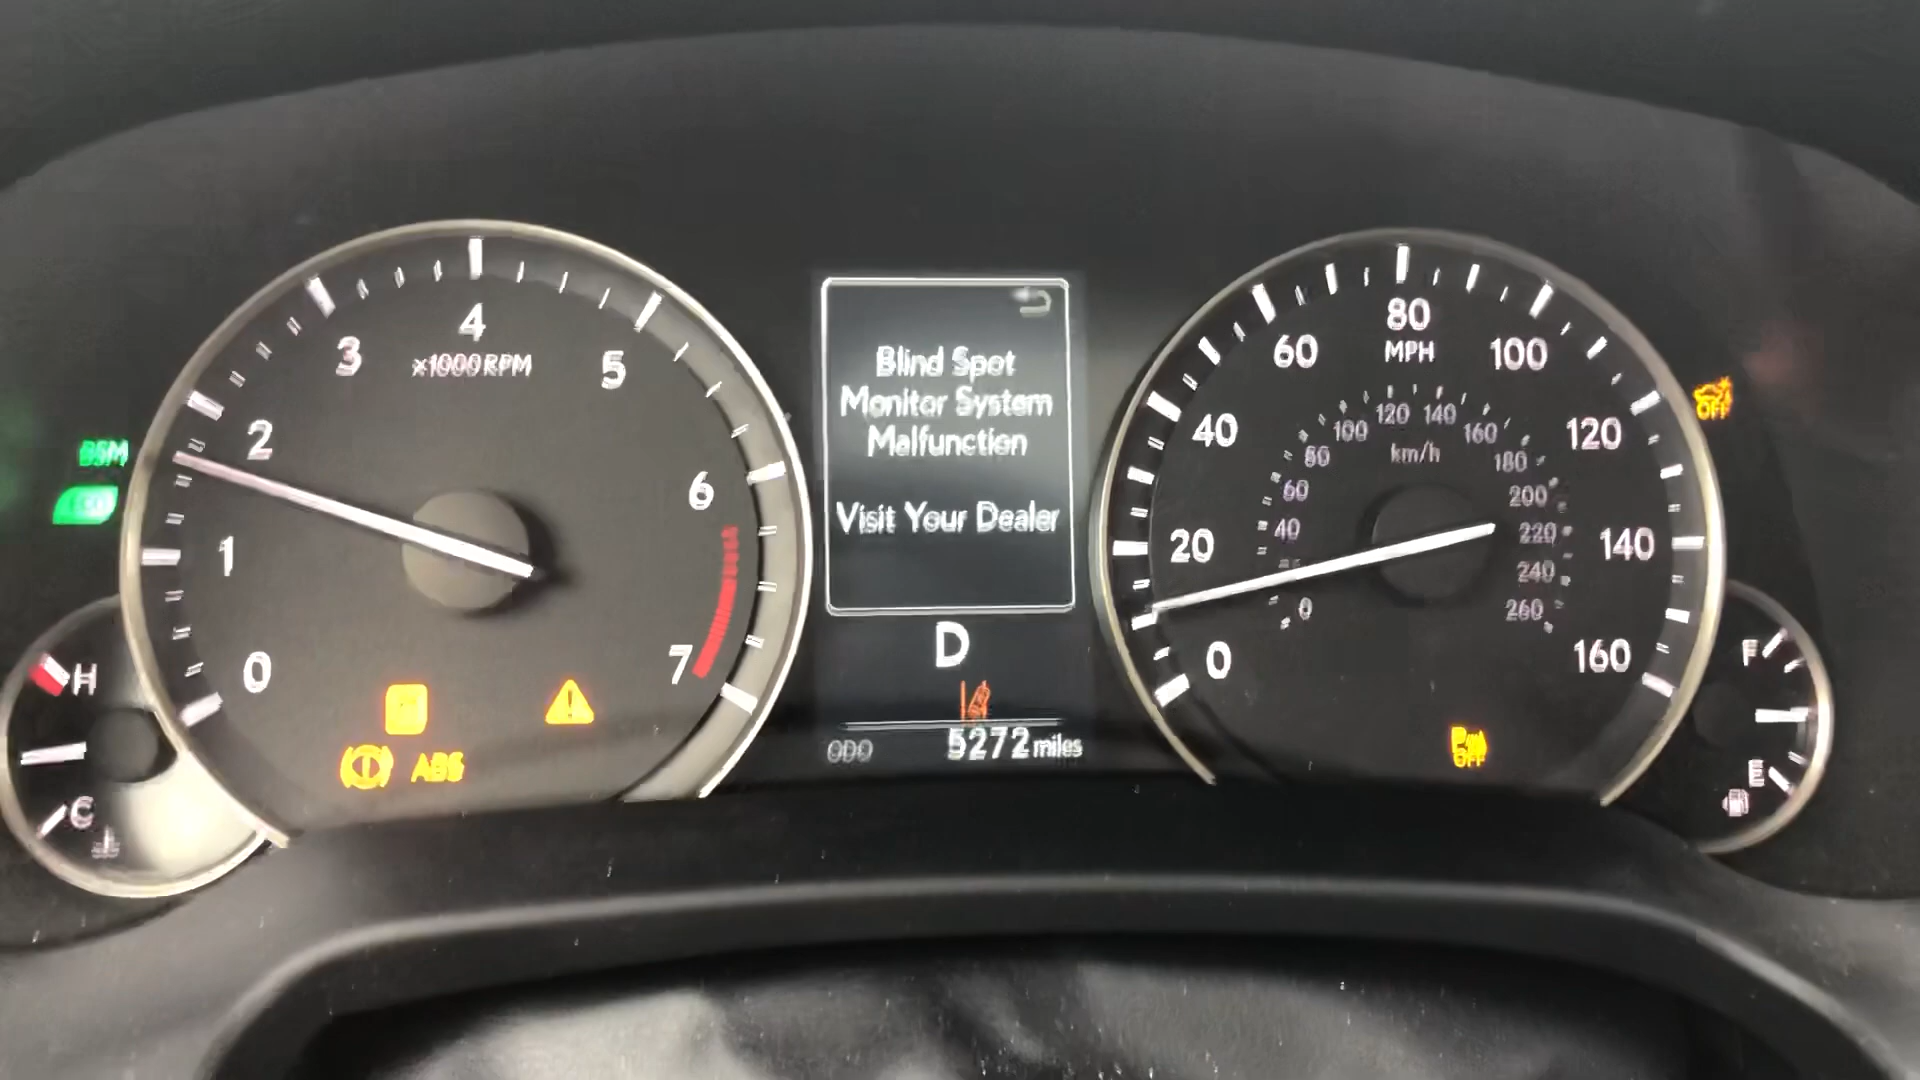 4
3
5
x1000RPM
2
6
1
0
7
BSM
H
C
ABS
Blind Spot
Monitor System
Malfunction
Visit Your Dealer
D
ODO 5272 miles
80
MPH
60
100
40
120
20
140
0
160
120
140
100
160
80
km/h
180
60
200
40
220
240
0
260
OFF
P OFF
F
E